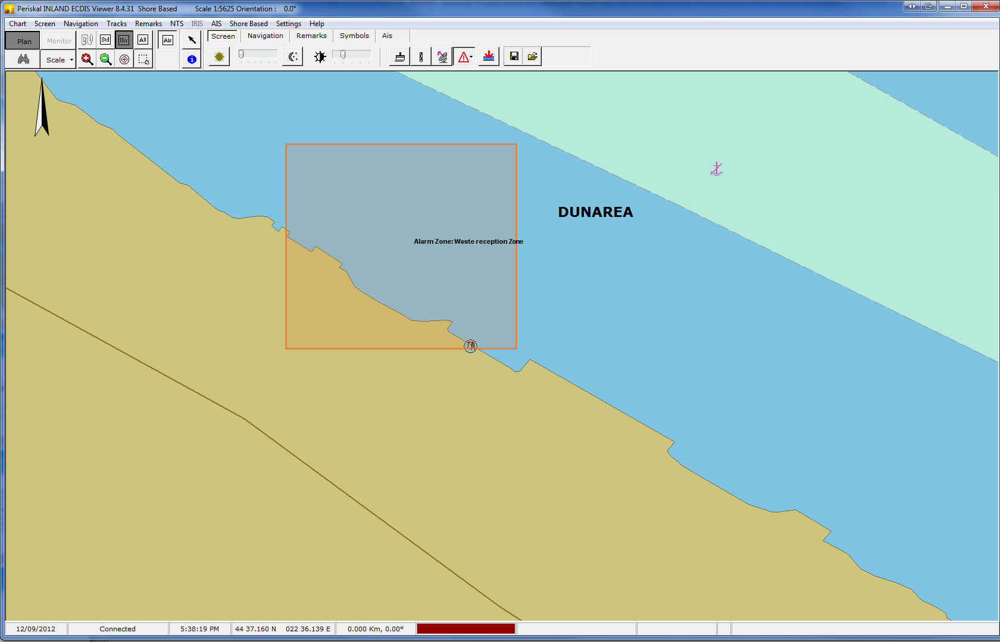 Periskal INLAND ECDIS Viewer 8.4.31 Shore Based Scale 1:5625 Orientation : 0.0°
Chart Screen Navigation Tracks Remarks NTS IRIS AIS Shore Based Settings Help
Plan Monitor Std Usr All Ais
Screen Navigation Remarks Symbols Ais
Scale
DUNAREA
Alarm Zone:Waste reception Zone
12/09/2012 Connected 5:38:19 PM 44 37.160 N 022 36.139 E 0.000 Km, 0.00°